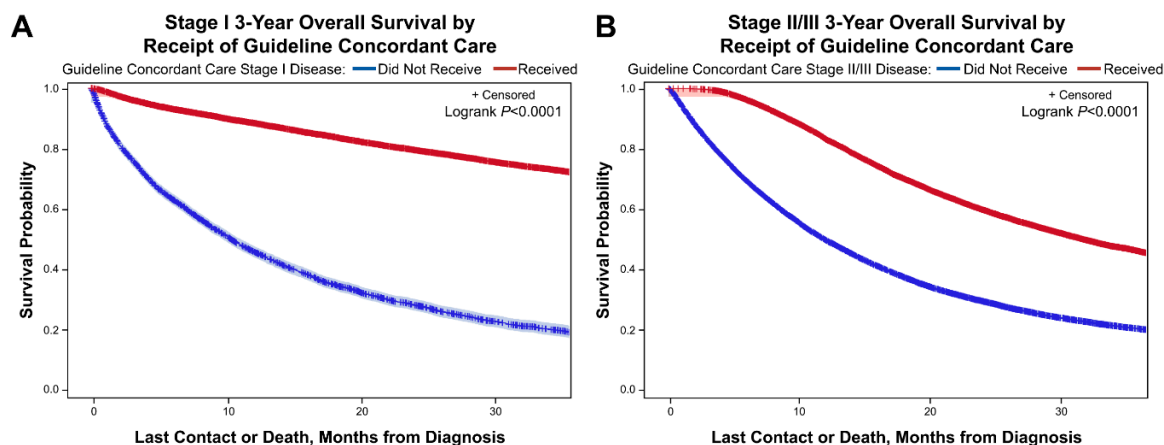 A
Stage I 3-Year Overall Survival by
Receipt of Guideline Concordant Care
Guideline Concordant Care Stage I Disease: Did Not Receive Received
+ Censored
Logrank P<0.0001
Survival Probability
1.0
0.8
0.6
0.4
0.2
0.0
0 10 20 30
Last Contact or Death, Months from Diagnosis
B
Stage II/III 3-Year Overall Survival by
Receipt of Guideline Concordant Care
Guideline Concordant Care Stage II/III Disease: Did Not Receive Received
+ Censored
Logrank P<0.0001
Survival Probability
1.0
0.8
0.6
0.4
0.2
0.0
0 10 20 30
Last Contact or Death, Months from Diagnosis